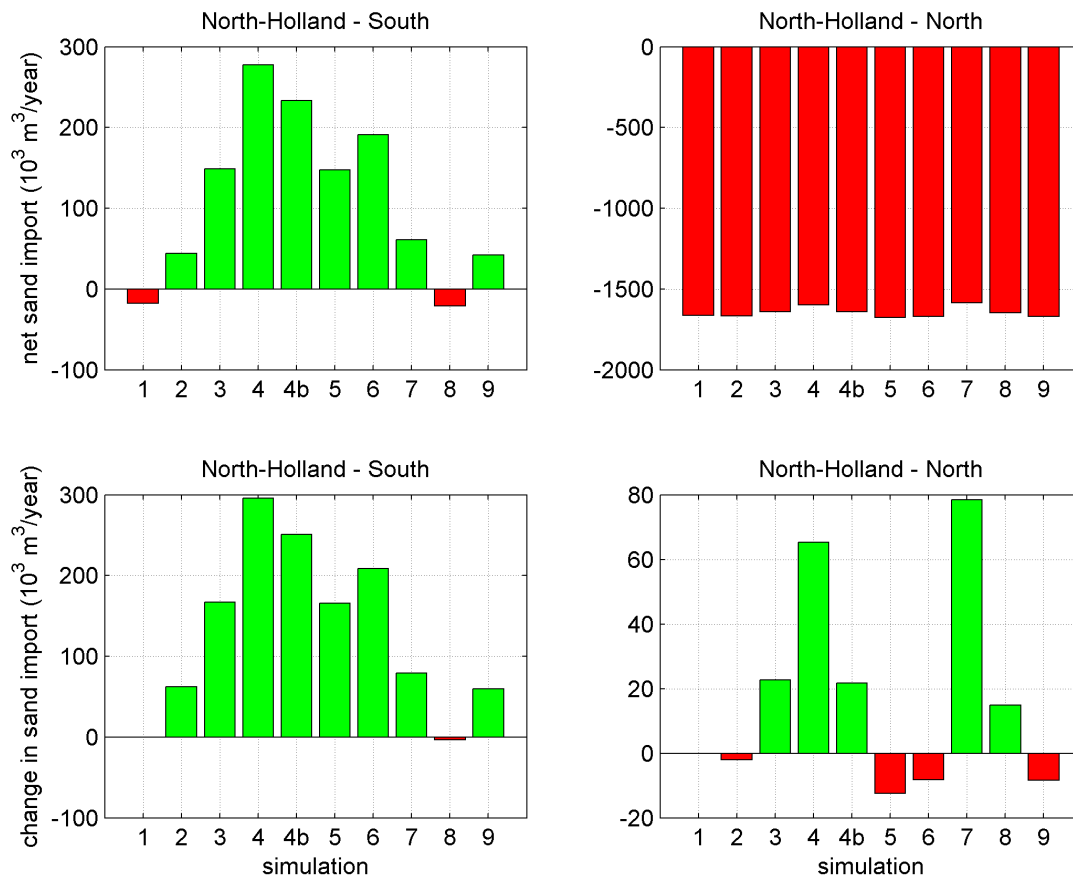 North-Holland - South
net sand import (10³ m³/year)
300
200
100
0
-100
1 2 3 4 4b 5 6 7 8 9
North-Holland - North
0
-500
-1000
-1500
-2000
1 2 3 4 4b 5 6 7 8 9
North-Holland - South
change in sand import (10³ m³/year)
300
200
100
0
-100
1 2 3 4 4b 5 6 7 8 9
simulation
North-Holland - North
80
60
40
20
0
-20
1 2 3 4 4b 5 6 7 8 9
simulation